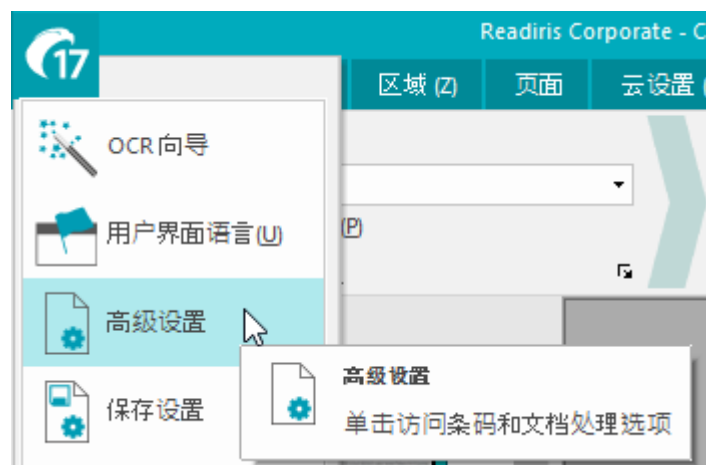 Readiris Corporate - C
17
区域 (Z) 页面 云设置 (
OCR 向导
用户界面语言(U)
(P)
高级设置
高级设置
单击访问条码和文档处理选项
保存设置